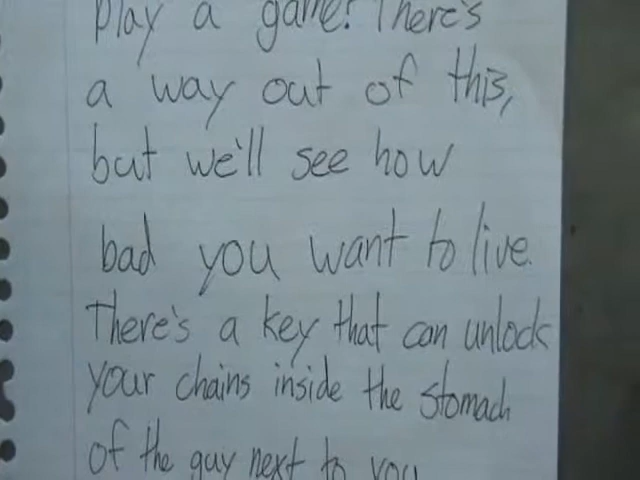 play a game? There's
a way out of this,
but we'll see how
bad you want to live.
There's a key that can unlock
your chains inside the stomach
of the guy next to you